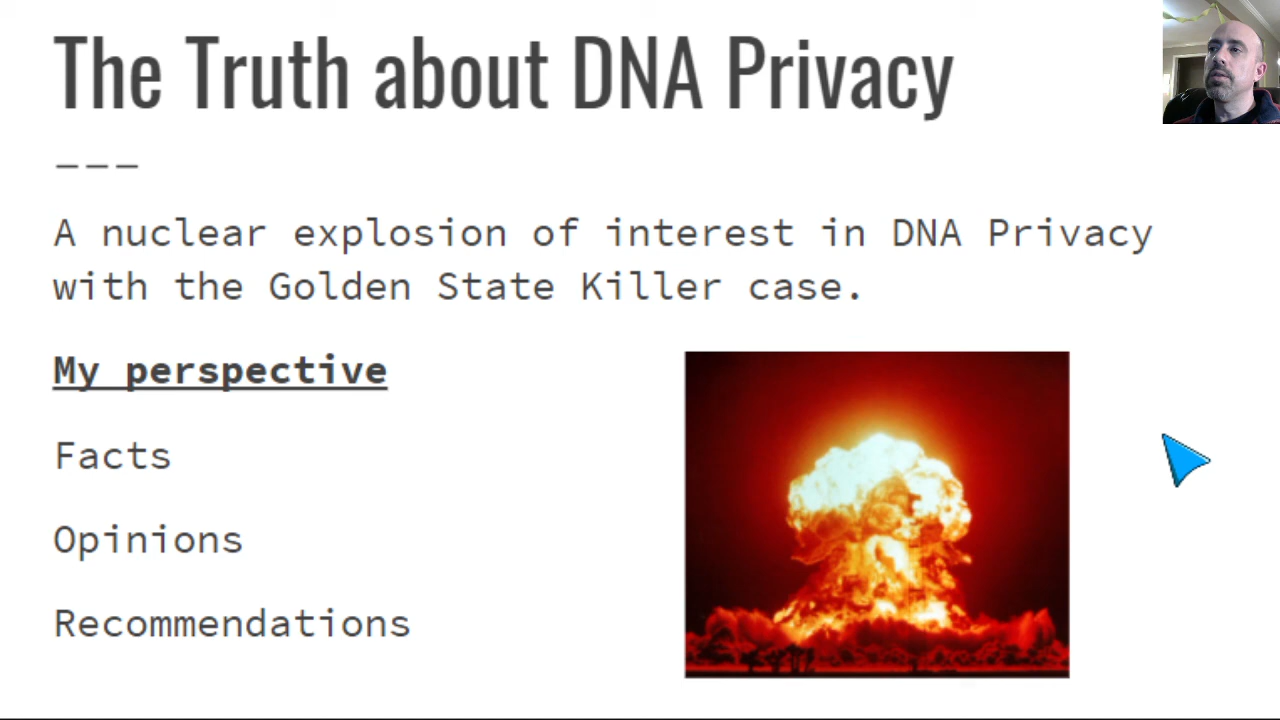 The Truth about DNA Privacy
---
A nuclear explosion of interest in DNA Privacy
with the Golden State Killer case.
My perspective
Facts
Opinions
Recommendations